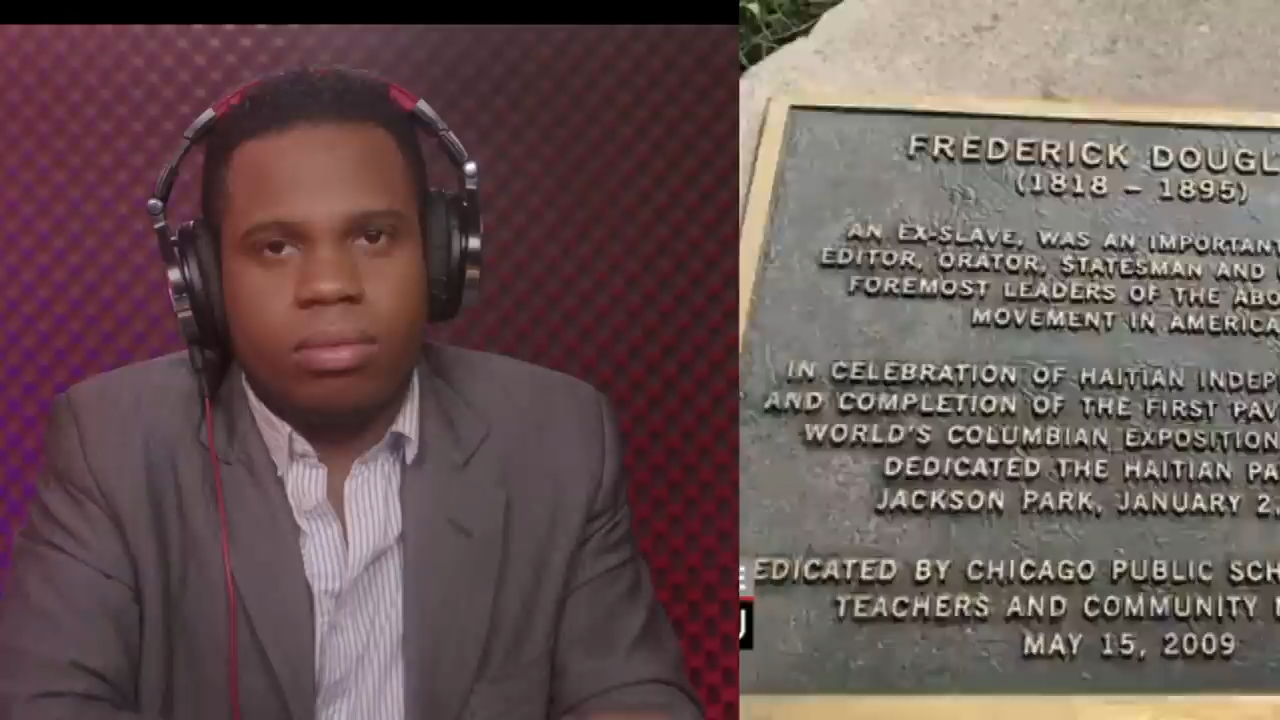 FREDERICK DOUGL
(1818 – 1895)
AN EX-SLAVE, WAS AN IMPORTANT
EDITOR, ORATOR, STATESMAN AND
FOREMOST LEADERS OF THE ABO
MOVEMENT IN AMERICA
IN CELEBRATION OF HAITIAN INDEP
AND COMPLETION OF THE FIRST PAV
WORLD'S COLUMBIAN EXPOSITION
DEDICATED THE HAITIAN PA
JACKSON PARK, JANUARY 2,
EDICATED BY CHICAGO PUBLIC SCH
TEACHERS AND COMMUNITY
MAY 15, 2009